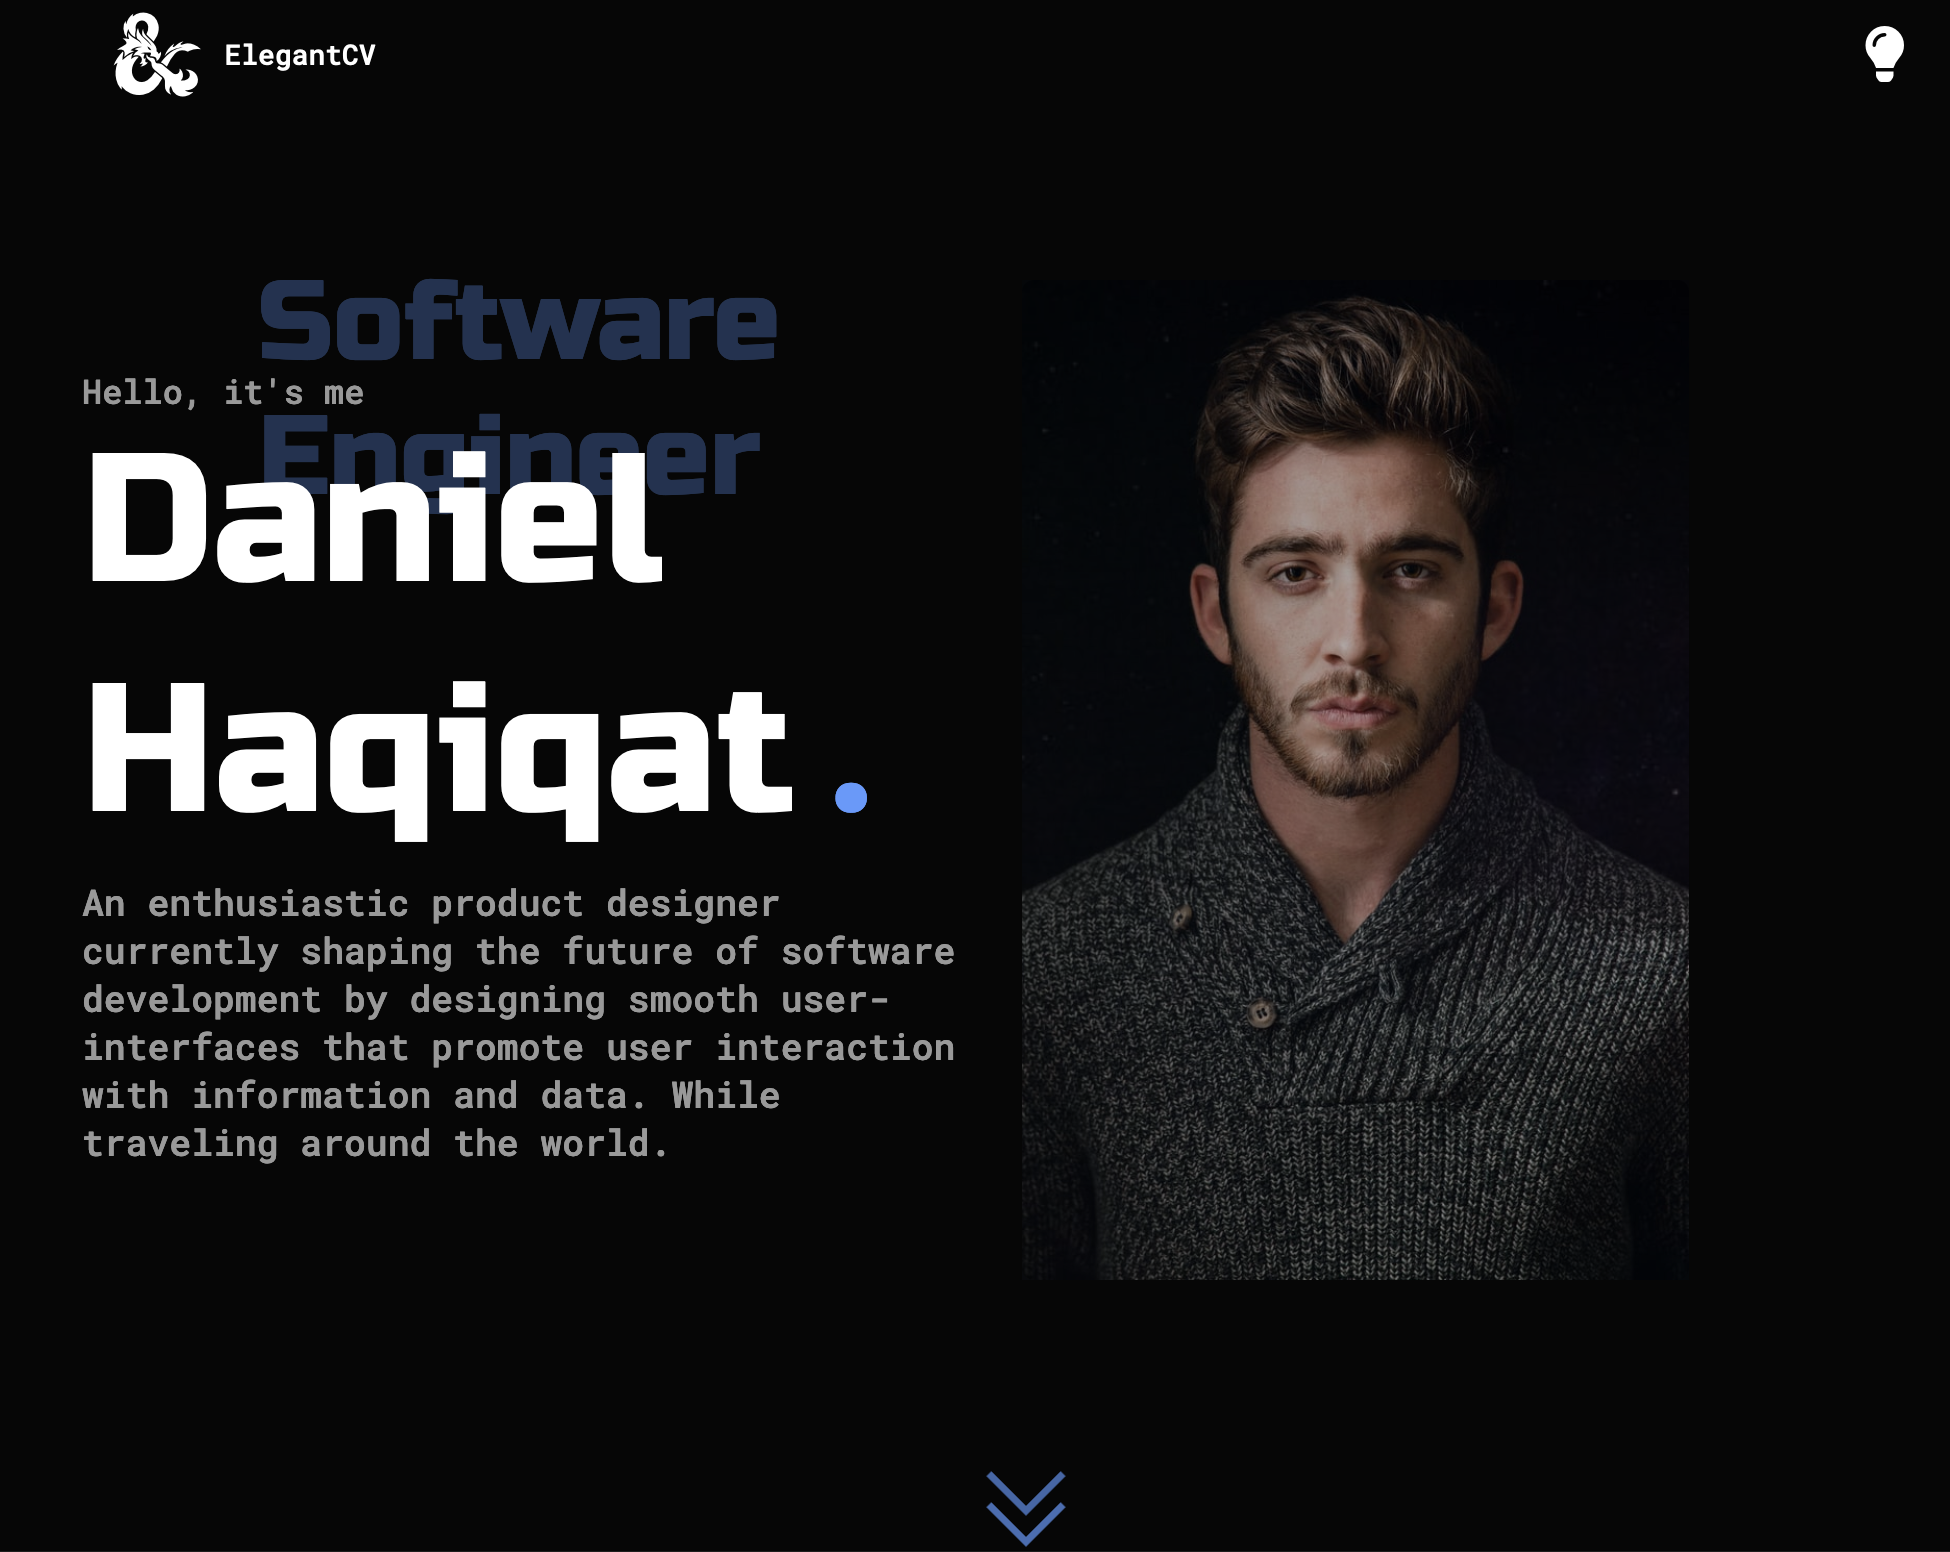 ElegantCV
Software
Hello, it's me
Engineer
Daniel
Haqiqat.
An enthusiastic product designer
currently shaping the future of software
development by designing smooth user-
interfaces that promote user interaction
with information and data. While
traveling around the world.